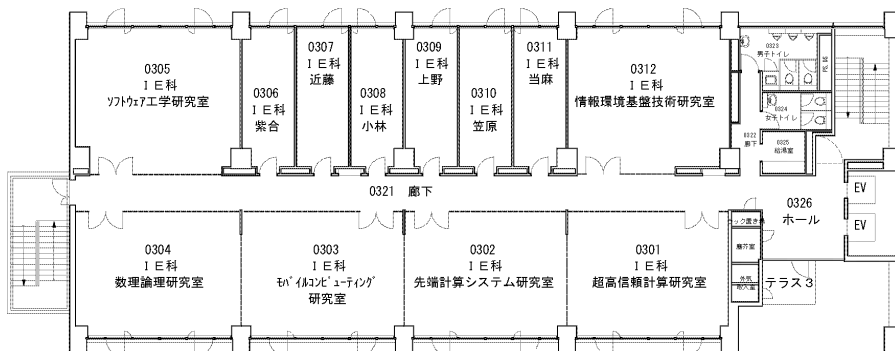 0305
ＩＥ科
ソフトウェア工学研究室
0306
ＩＥ科
紫合
0307
ＩＥ科
近藤
0308
ＩＥ科
小林
0309
ＩＥ科
上野
0310
ＩＥ科
笠原
0311
ＩＥ科
当麻
0312
ＩＥ科
情報環境基盤技術研究室
0323
男子トイレ
0324
女子トイレ
0322
廊下
0325
給湯室
0321 廊下
0326
ホール
EV
EV
0304
ＩＥ科
数理論理研究室
0303
ＩＥ科
モバイルコンピューティング
研究室
0302
ＩＥ科
先端計算システム研究室
0301
ＩＥ科
超高信頼計算研究室
塵芥室
外気
テラス３